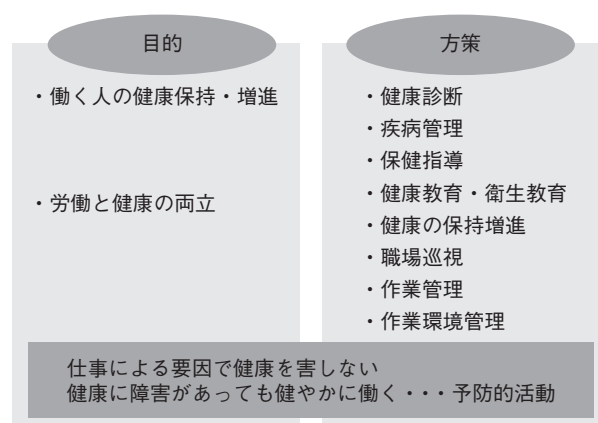 目的
・働く人の健康保持・増進
・労働と健康の両立
方策
・健康診断
・疾病管理
・保健指導
・健康教育・衛生教育
・健康の保持増進
・職場巡視
・作業管理
・作業環境管理
仕事による要因で健康を害しない
健康に障害があっても健やかに働く・・・予防的活動